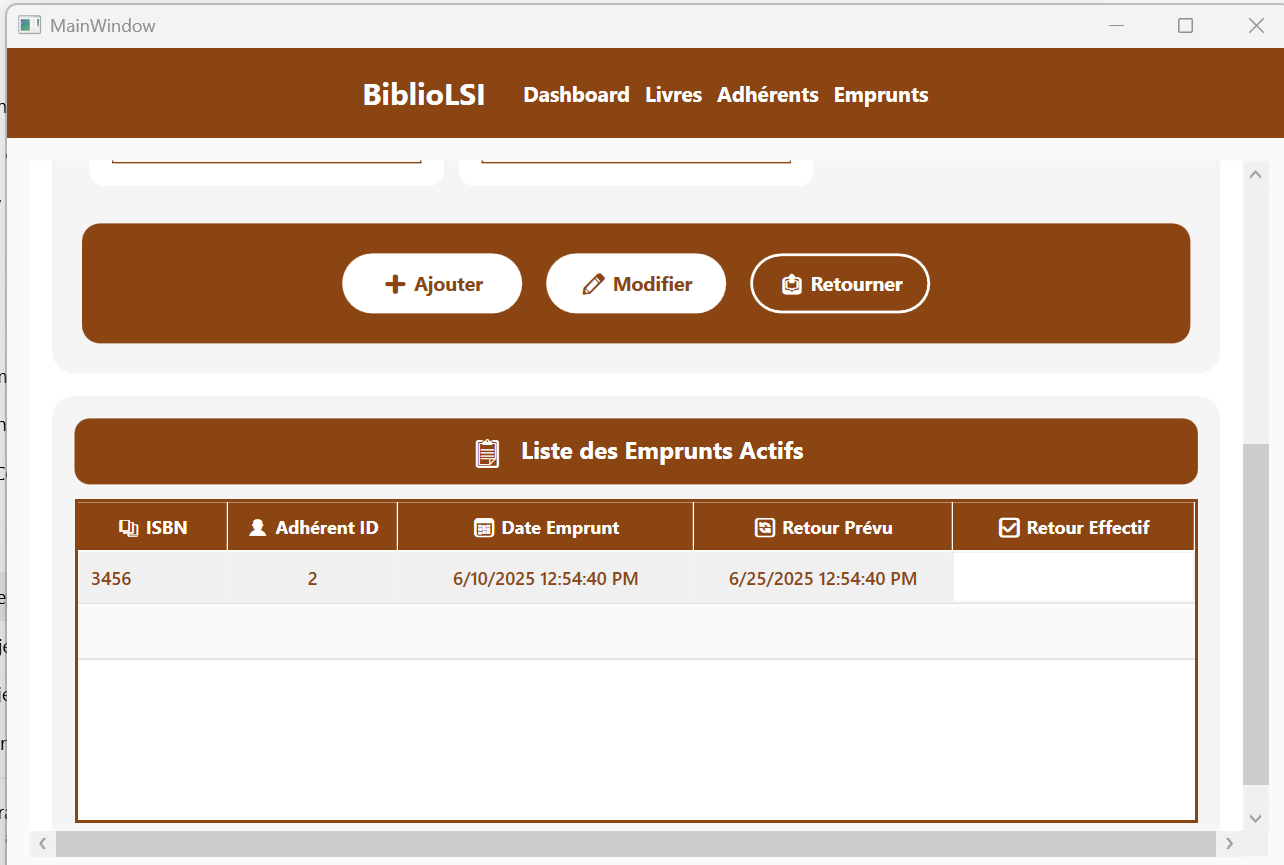 MainWindow
BiblioLSI Dashboard Livres Adhérents Emprunts
Ajouter Modifier Retourner
Liste des Emprunts Actifs
ISBN Adhérent ID Date Emprunt Retour Prévu Retour Effectif
3456 2 6/10/2025 12:54:40 PM 6/25/2025 12:54:40 PM